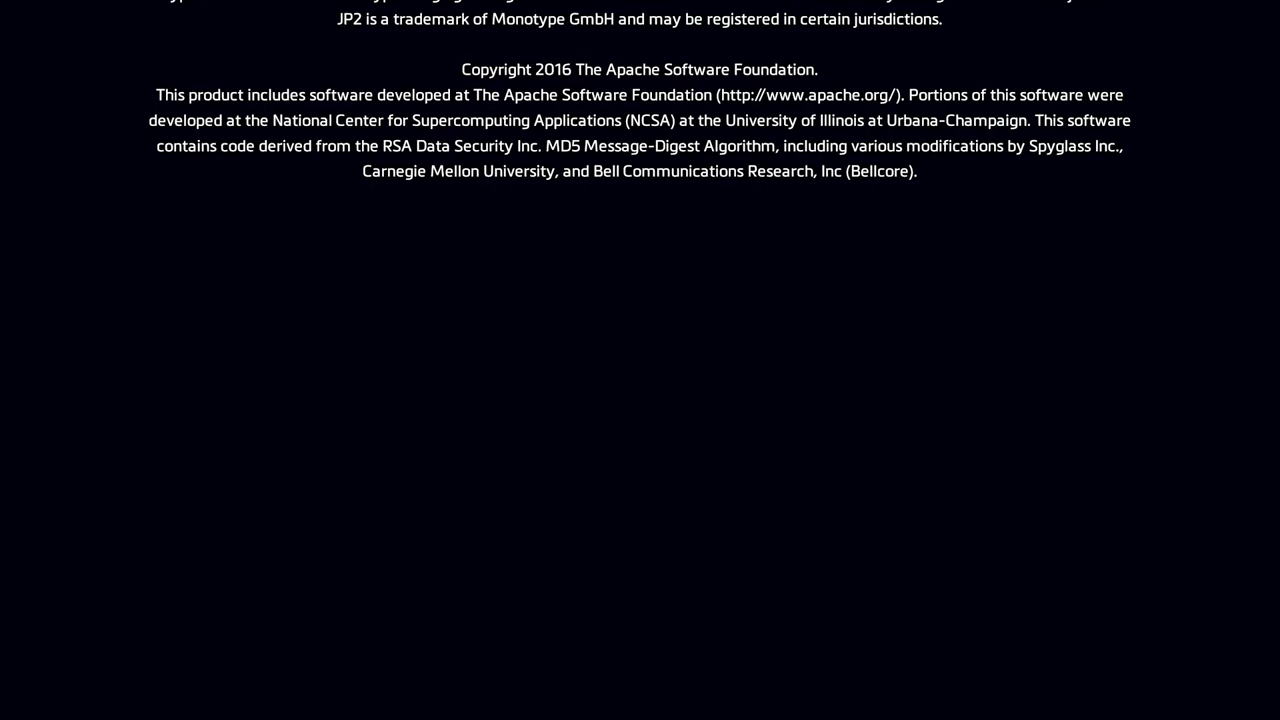 JP2 is a trademark of Monotype GmbH and may be registered in certain jurisdictions.
Copyright 2016 The Apache Software Foundation.
This product includes software developed at The Apache Software Foundation (http://www.apache.org/). Portions of this software were
developed at the National Center for Supercomputing Applications (NCSA) at the University of Illinois at Urbana-Champaign. This software
contains code derived from the RSA Data Security Inc. MD5 Message-Digest Algorithm, including various modifications by Spyglass Inc.,
Carnegie Mellon University, and Bell Communications Research, Inc (Bellcore).